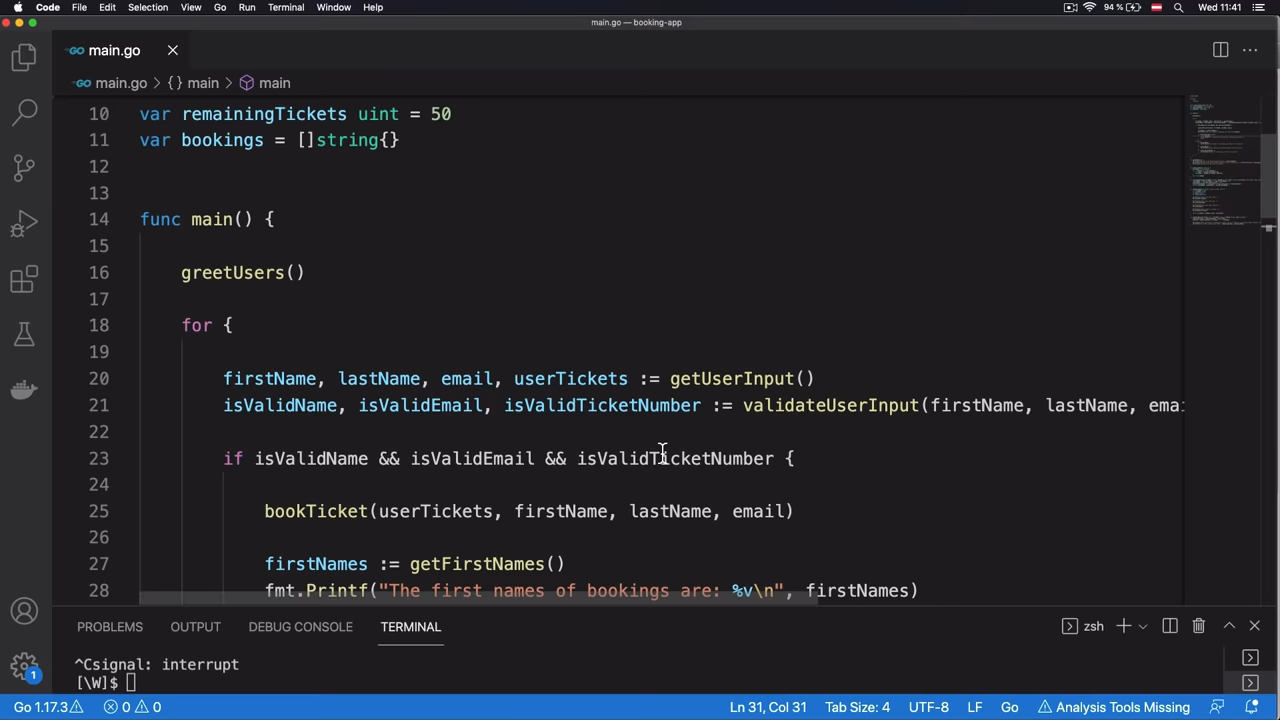 Code File Edit Selection View Go Run Terminal Window Help 94 % Wed 11:41
main.go — booking-app
GO main.go
GO main.go > {} main > main
10 var remainingTickets uint = 50
11 var bookings = []string{}
12
13
14 func main() {
15
16 greetUsers()
17
18 for {
19
20 firstName, lastName, email, userTickets := getUserInput()
21 isValidName, isValidEmail, isValidTicketNumber := validateUserInput(firstName, lastName, emai
22
23 if isValidName && isValidEmail && isValidTicketNumber {
24
25 bookTicket(userTickets, firstName, lastName, email)
26
27 firstNames := getFirstNames()
28 fmt.Printf("The first names of bookings are: %v\n", firstNames)
PROBLEMS OUTPUT DEBUG CONSOLE TERMINAL zsh
^Csignal: interrupt
[\W]$
1
Go 1.17.3 0 0 Ln 31, Col 31 Tab Size: 4 UTF-8 LF Go Analysis Tools Missing